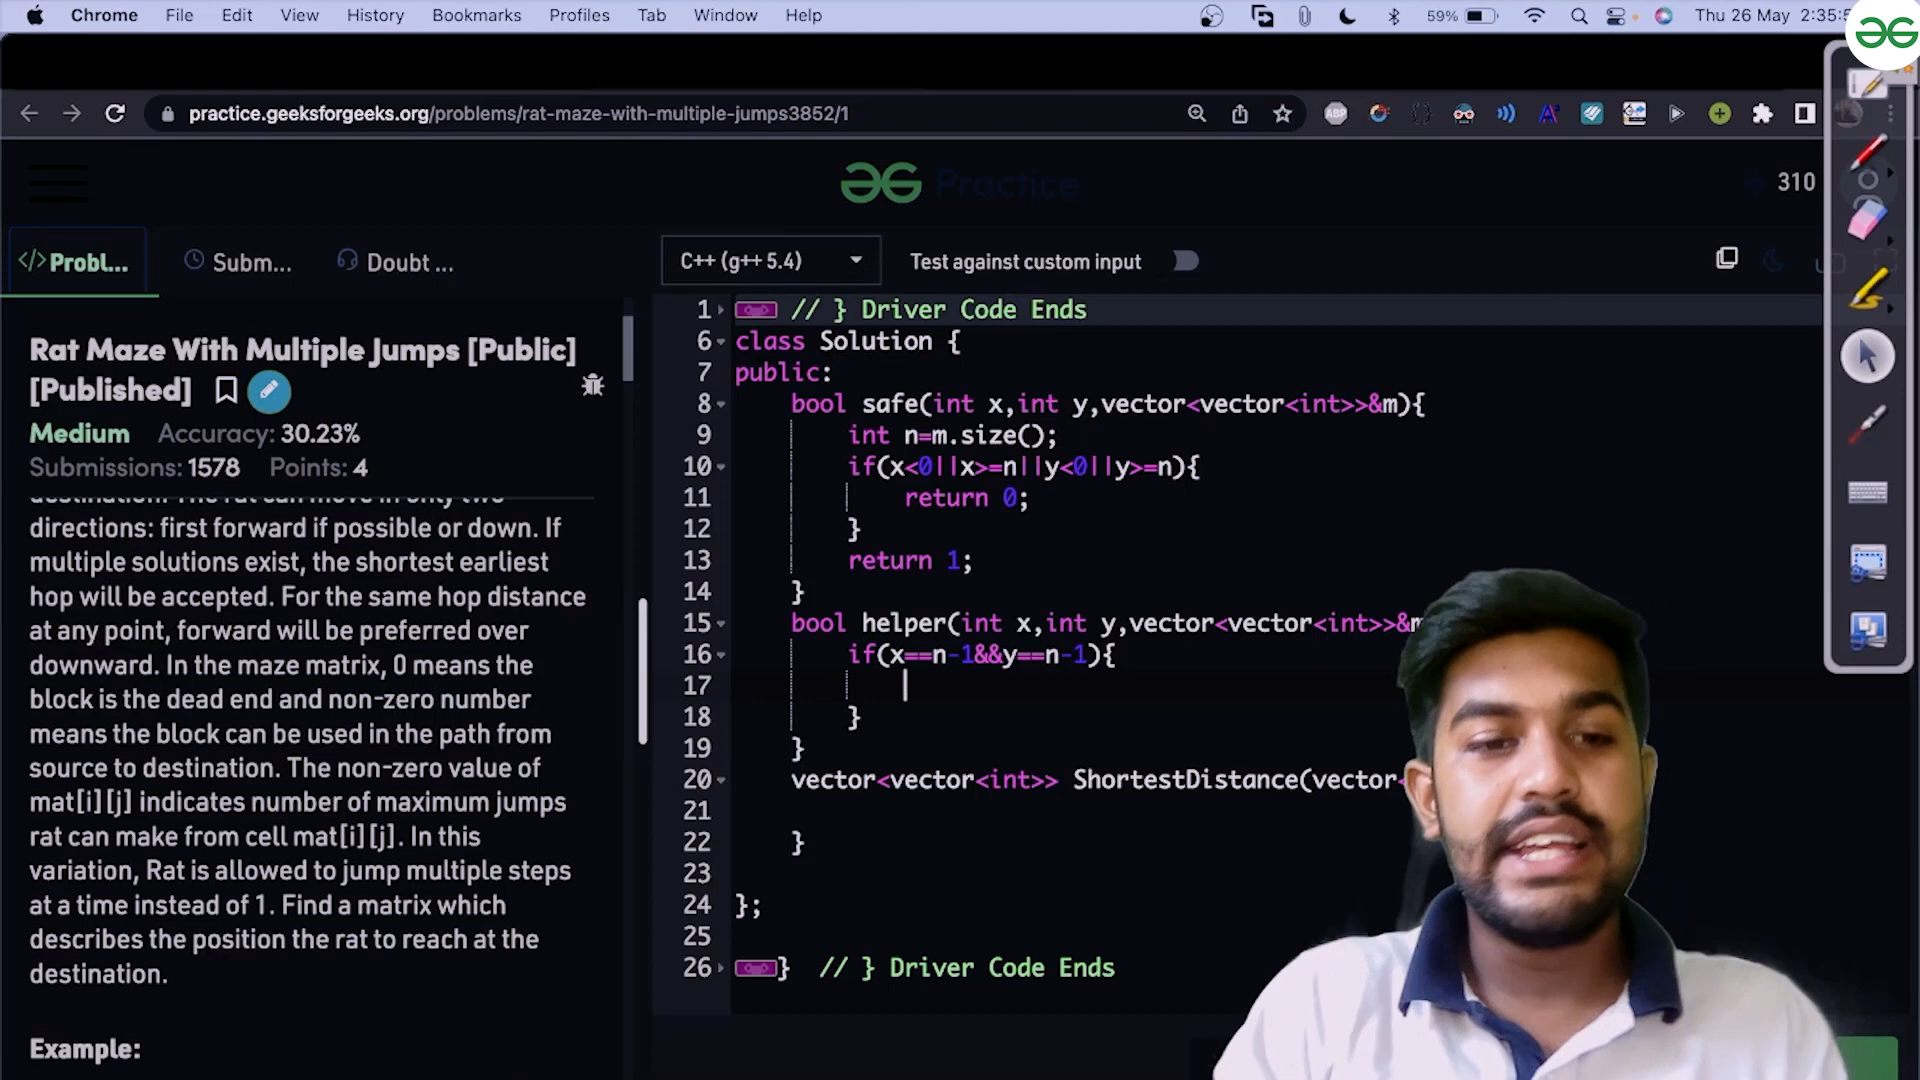 Chrome File Edit View History Bookmarks Profiles Tab Window Help 59% Thu 26 May 2:35:5
practice.geeksforgeeks.org/problems/rat-maze-with-multiple-jumps3852/1
ABP
Practice
310
</>Probl...
Subm...
Doubt ...
C++ (g++ 5.4)
Test against custom input
Rat Maze With Multiple Jumps [Public]
[Published]
Medium Accuracy: 30.23%
Submissions: 1578 Points: 4
destination. The rat can move in only two
directions: first forward if possible or down. If
multiple solutions exist, the shortest earliest
hop will be accepted. For the same hop distance
at any point, forward will be preferred over
downward. In the maze matrix, 0 means the
block is the dead end and non-zero number
means the block can be used in the path from
source to destination. The non-zero value of
mat[i][j] indicates number of maximum jumps
rat can make from cell mat[i][j]. In this
variation, Rat is allowed to jump multiple steps
at a time instead of 1. Find a matrix which
describes the position the rat to reach at the
destination.
Example:
1 // } Driver Code Ends
6 class Solution {
7 public:
8 bool safe(int x,int y,vector<vector<int>>&m){
9 int n=m.size();
10 if(x<0||x>=n||y<0||y>=n){
11 return 0;
12 }
13 return 1;
14 }
15 bool helper(int x,int y,vector<vector<int>>&m
16 if(x==n-1&&y==n-1){
17
18 }
19 }
20 vector<vector<int>> ShortestDistance(vector<
21
22 }
23
24 };
25
26 } // } Driver Code Ends